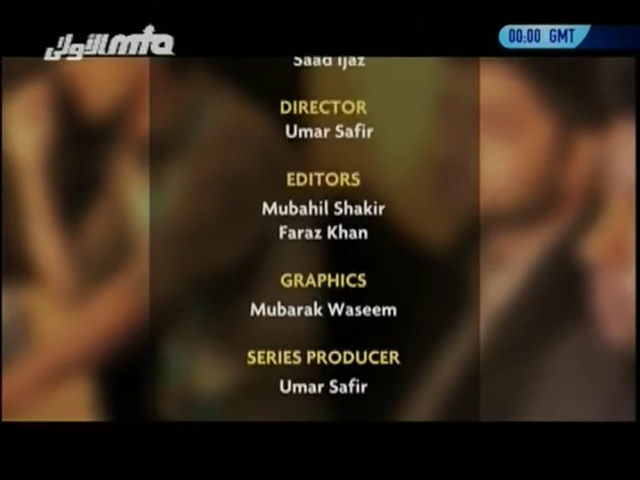 mta الأولى
00:00 GMT
Saad Ijaz
DIRECTOR
Umar Safir
EDITORS
Mubahil Shakir
Faraz Khan
GRAPHICS
Mubarak Waseem
SERIES PRODUCER
Umar Safir